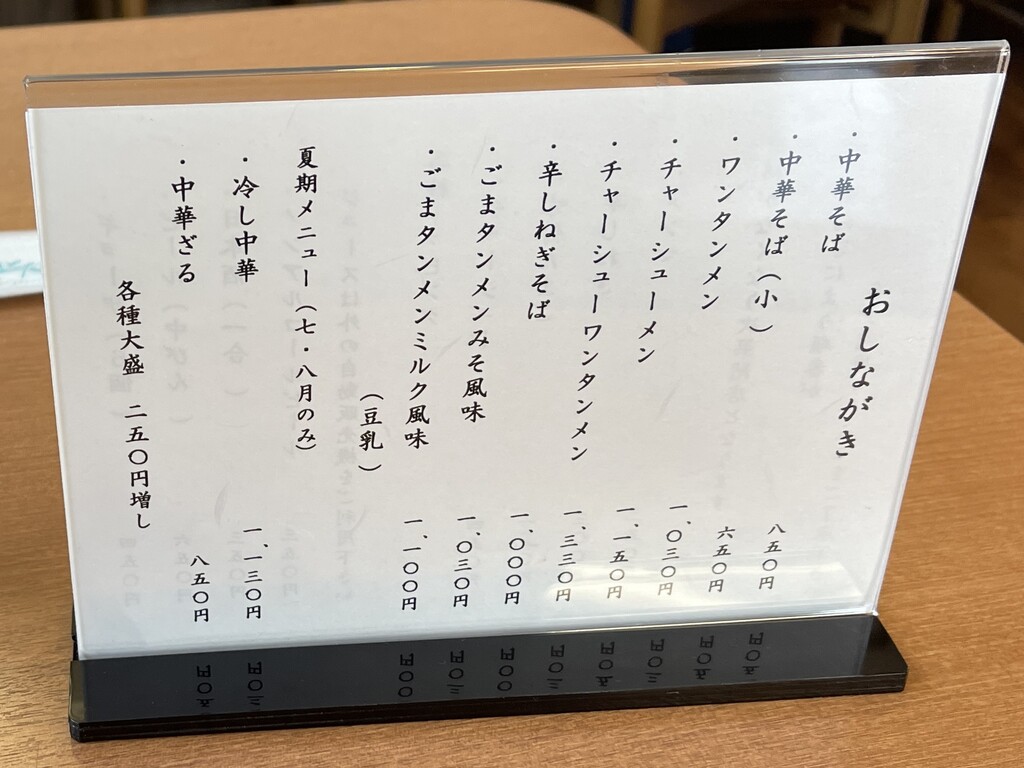 おしながき
・中華そば 八五〇円
・中華そば(小) 六五〇円
・ワンタンメン 一、〇三〇円
・チャーシューメン 一、一五〇円
・チャーシューワンタンメン 一、三三〇円
・辛しねぎそば 一、〇〇〇円
・ごまタンメンみそ風味 一、〇三〇円
・ごまタンメンミルク風味 一、一〇〇円
(豆乳)
夏期メニュー(七・八月のみ)
・冷し中華 一、一三〇円
・中華ざる 八五〇円
各種大盛 二五〇円増し